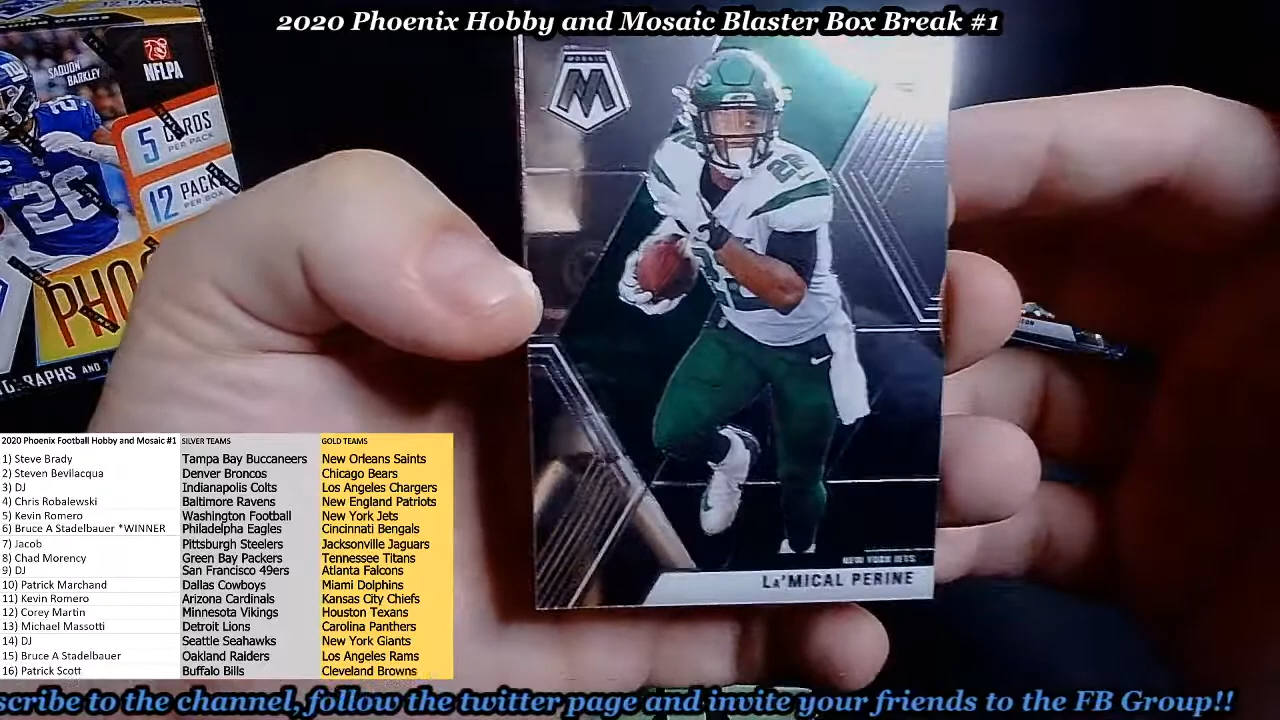 2020 Phoenix Hobby and Mosaic Blaster Box Break #1
SAQUON
BARKLEY
NFLPA
5 CARDS
PER PACK
12 PACKS
PER BOX
26
MOSAIC
M
26
NEW YORK JETS
LA'MICAL PERINE
2020 Phoenix Football Hobby and Mosaic #1 SILVER TEAMS GOLD TEAMS
1) Steve Brady Tampa Bay Buccaneers New Orleans Saints
2) Steven Bevilacqua Denver Broncos Chicago Bears
3) DJ Indianapolis Colts Los Angeles Chargers
4) Chris Robalewski Baltimore Ravens New England Patriots
5) Kevin Romero Washington Football New York Jets
6) Bruce A Stadelbauer *WINNER Philadelpha Eagles Cincinnati Bengals
7) Jacob Pittsburgh Steelers Jacksonville Jaguars
8) Chad Morency Green Bay Packers Tennessee Titans
9) DJ San Francisco 49ers Atlanta Falcons
10) Patrick Marchand Dallas Cowboys Miami Dolphins
11) Kevin Romero Arizona Cardinals Kansas City Chiefs
12) Corey Martin Minnesota Vikings Houston Texans
13) Michael Massotti Detroit Lions Carolina Panthers
14) DJ Seattle Seahawks New York Giants
15) Bruce A Stadelbauer Oakland Raiders Los Angeles Rams
16) Patrick Scott Buffalo Bills Cleveland Browns
scribe to the channel, follow the twitter page and invite your friends to the FB Group!!